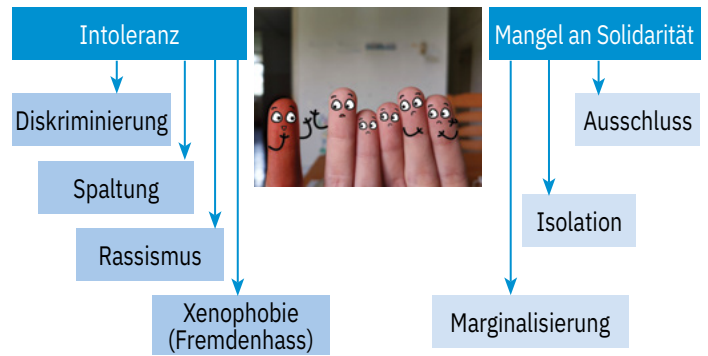 Intoleranz
Diskriminierung
Spaltung
Rassismus
Xenophobie
(Fremdenhass)
Mangel an Solidarität
Ausschluss
Isolation
Marginalisierung